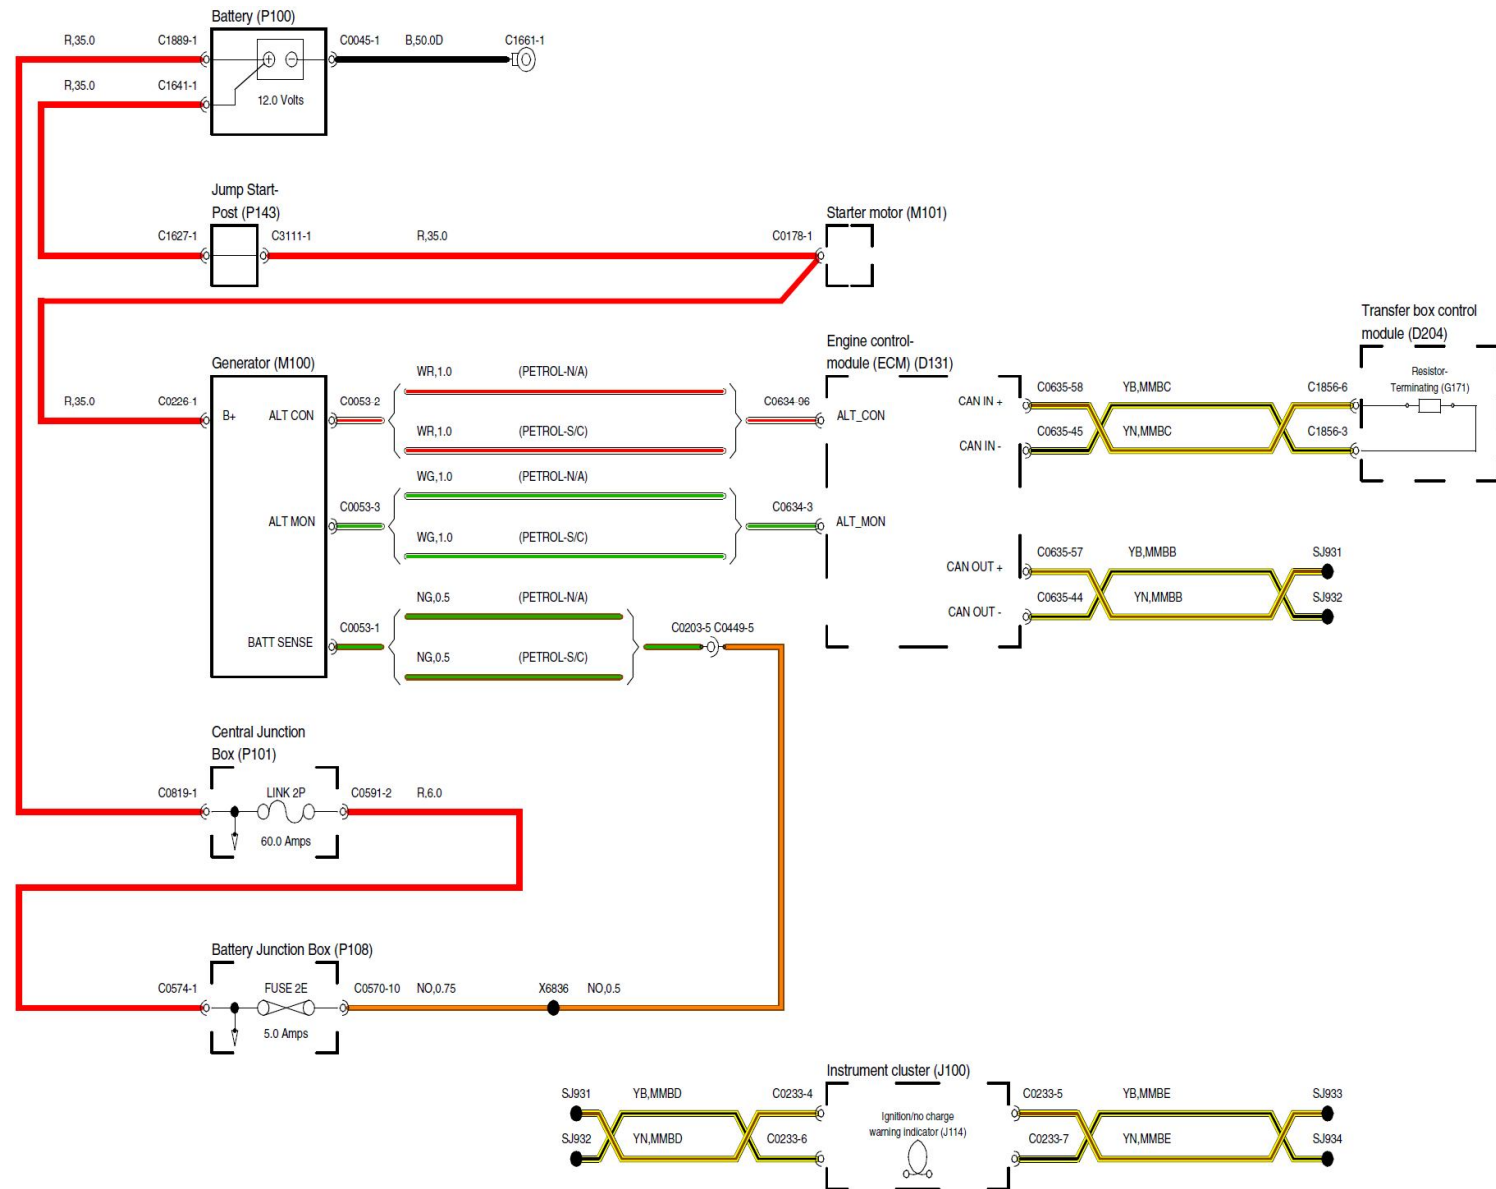 Battery (P100)
R,35.0 C1889-1 C0045-1 B,50.0D C1661-1
R,35.0 C1641-1 12.0 Volts
Jump Start-
Post (P143)
Starter motor (M101)
C1627-1 C3111-1 R,35.0 C0178-1
Transfer box control
module (D204)
Engine control-
module (ECM) (D131)
Generator (M100)
WR,1.0 (PETROL-N/A)
Resistor-
Terminating (G171)
R,35.0 C0226-1 B+ ALT CON C0053-2 C0634-96 ALT_CON
CAN IN + C0635-58 YB,MMBC C1856-6
WR,1.0 (PETROL-S/C)
CAN IN - C0635-45 YN,MMBC C1856-3
WG,1.0 (PETROL-N/A)
ALT MON C0053-3 C0634-3 ALT_MON
WG,1.0 (PETROL-S/C)
CAN OUT + C0635-57 YB,MMBB SJ931
NG,0.5 (PETROL-N/A)
CAN OUT - C0635-44 YN,MMBB SJ932
BATT SENSE C0053-1 C0203-5 C0449-5
NG,0.5 (PETROL-S/C)
Central Junction
Box (P101)
C0819-1 LINK 2P C0591-2 R,6.0
60.0 Amps
Battery Junction Box (P108)
C0574-1 FUSE 2E C0570-10 NO,0.75 X6836 NO,0.5
5.0 Amps
Instrument cluster (J100)
SJ931 YB,MMBD C0233-4 C0233-5 YB,MMBE SJ933
Ignition/no charge
warning indicator (J114)
SJ932 YN,MMBD C0233-6 C0233-7 YN,MMBE SJ934